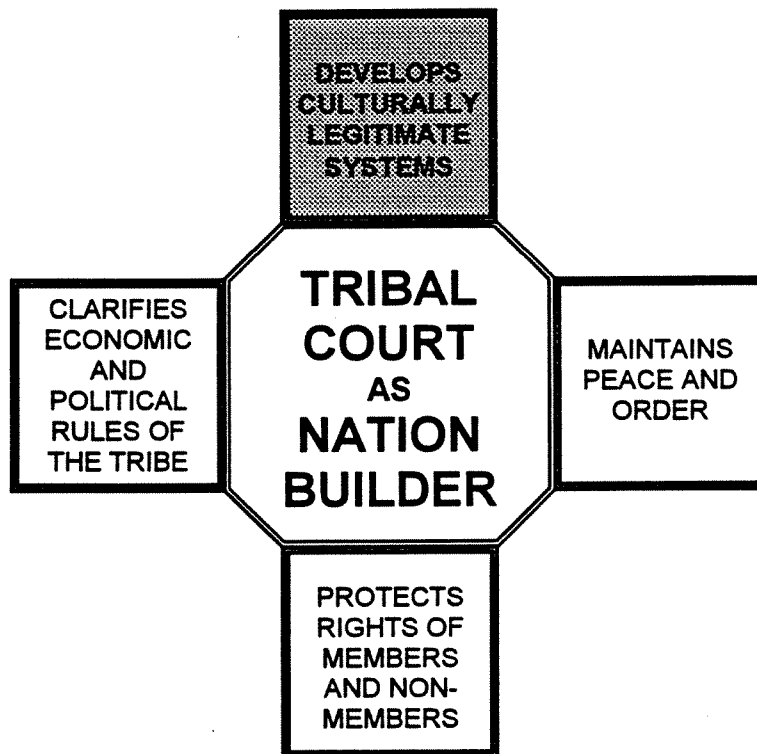 DEVELOPS
CULTURALLY
LEGITIMATE
SYSTEMS
CLARIFIES
ECONOMIC
AND
POLITICAL
RULES OF
THE TRIBE
TRIBAL
COURT
AS
NATION
BUILDER
MAINTAINS
PEACE AND
ORDER
PROTECTS
RIGHTS OF
MEMBERS
AND NON-
MEMBERS